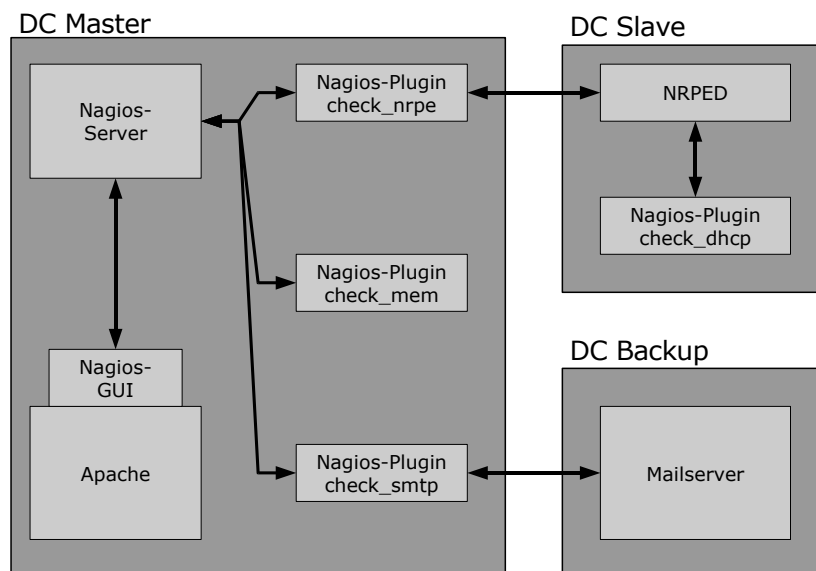 DC Master
Nagios-
Server
Nagios-Plugin
check_nrpe
Nagios-Plugin
check_mem
Nagios-
GUI
Apache
Nagios-Plugin
check_smtp
DC Slave
NRPED
Nagios-Plugin
check_dhcp
DC Backup
Mailserver